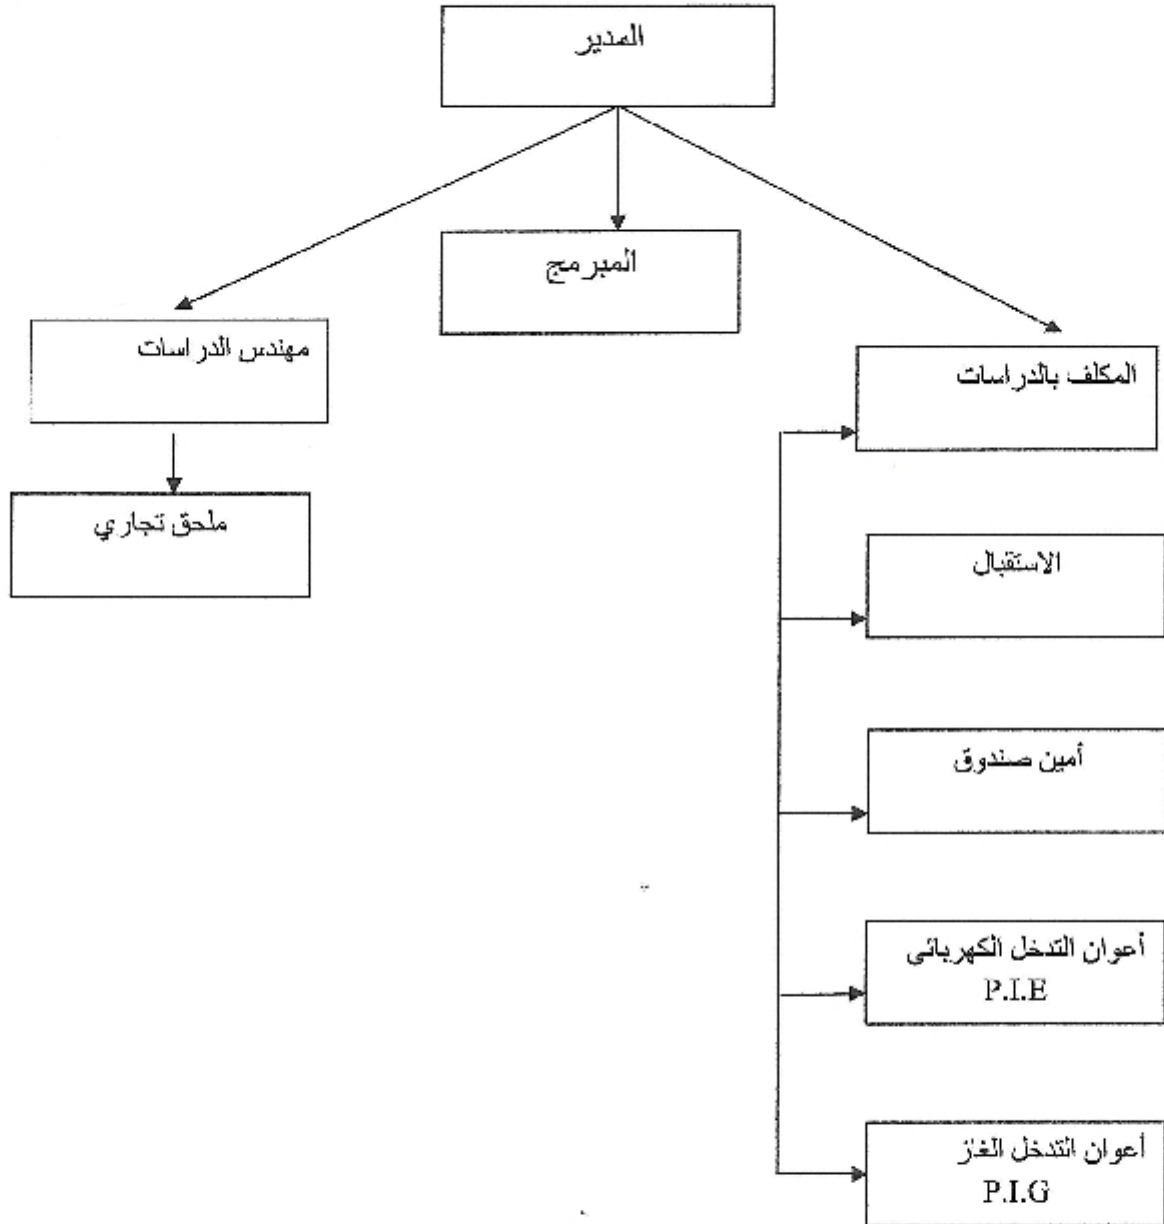 المدير
المبرمج
مهندس الدراسات
المكلف بالدراسات
ملحق تجاري
الاستقبال
أمين صندوق
أعوان التدخل الكهربائي
P.I.E
أعوان التدخل الغاز
P.I.G